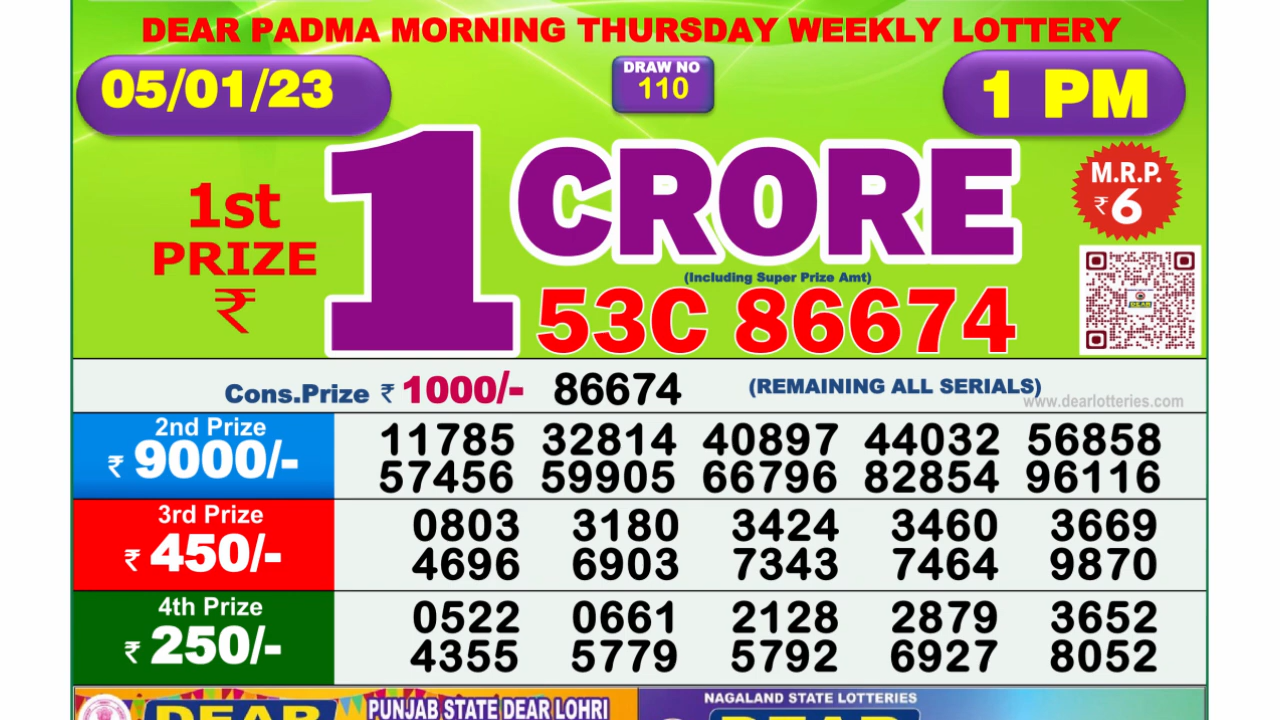 DEAR PADMA MORNING THURSDAY WEEKLY LOTTERY
05/01/23
DRAW NO
110
1 PM
1st
PRIZE
₹
1 CRORE
(Including Super Prize Amt)
53C 86674
M.R.P.
₹6
DEAR
Cons.Prize ₹ 1000/- 86674 (REMAINING ALL SERIALS)
www.dearlotteries.com
2nd Prize
₹ 9000/-
11785 32814 40897 44032 56858
57456 59905 66796 82854 96116
3rd Prize
₹ 450/-
0803 3180 3424 3460 3669
4696 6903 7343 7464 9870
4th Prize
₹ 250/-
0522 0661 2128 2879 3652
4355 5779 5792 6927 8052
DEAR
PUNJAB STATE DEAR LOHRI
NAGALAND STATE LOTTERIES
DEAR